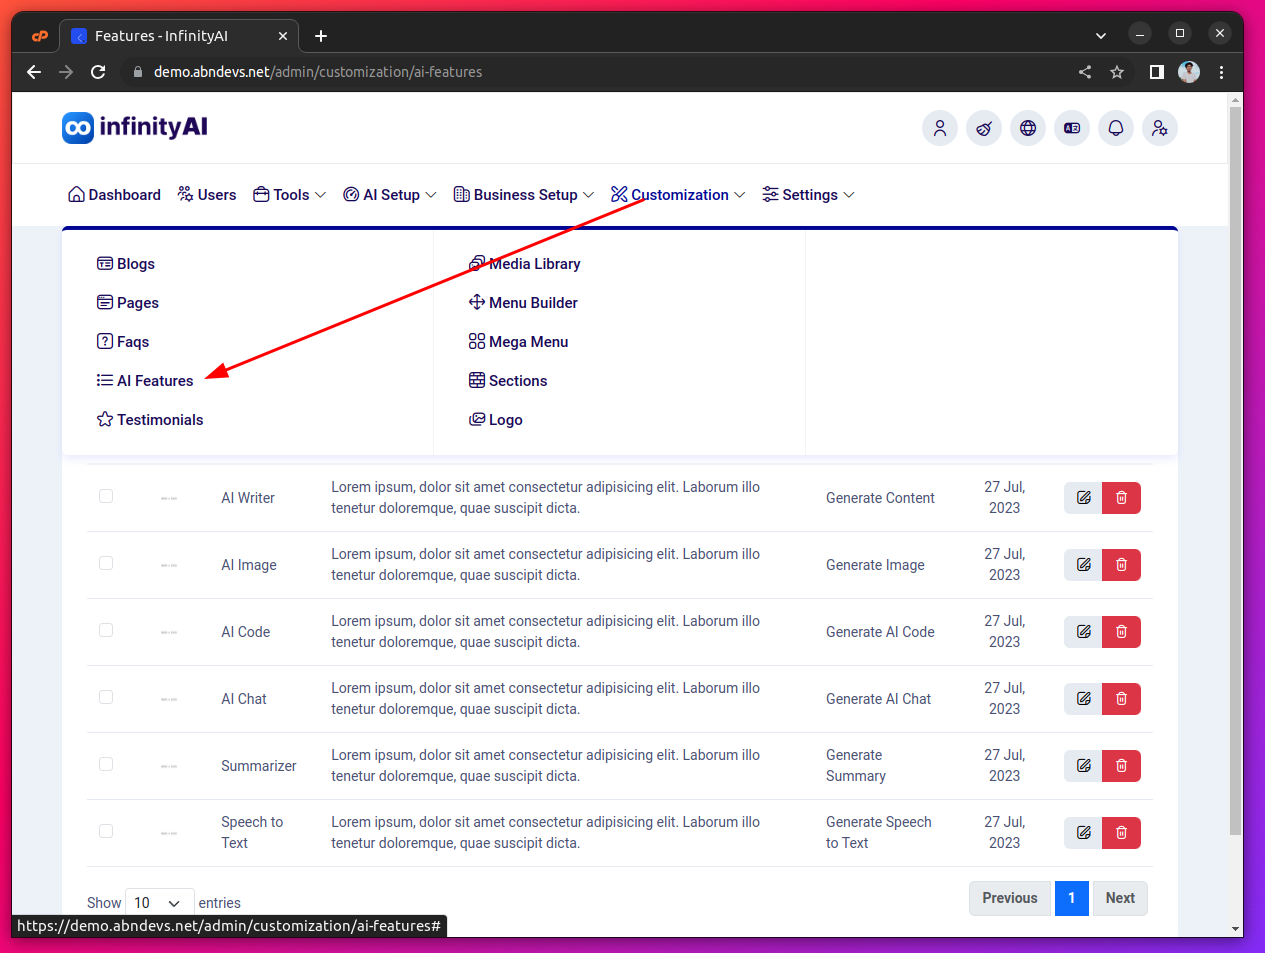 Features - InfinityAI
demo.abndevs.net/admin/customization/ai-features
infinityAI
Dashboard Users Tools AI Setup Business Setup Customization Settings
Blogs
Pages
Faqs
AI Features
Testimonials
Media Library
Menu Builder
Mega Menu
Sections
Logo
AI Writer
Lorem ipsum, dolor sit amet consectetur adipisicing elit. Laborum illo
tenetur doloremque, quae suscipit dicta.
Generate Content
27 Jul,
2023
AI Image
Lorem ipsum, dolor sit amet consectetur adipisicing elit. Laborum illo
tenetur doloremque, quae suscipit dicta.
Generate Image
27 Jul,
2023
AI Code
Lorem ipsum, dolor sit amet consectetur adipisicing elit. Laborum illo
tenetur doloremque, quae suscipit dicta.
Generate AI Code
27 Jul,
2023
AI Chat
Lorem ipsum, dolor sit amet consectetur adipisicing elit. Laborum illo
tenetur doloremque, quae suscipit dicta.
Generate AI Chat
27 Jul,
2023
Summarizer
Lorem ipsum, dolor sit amet consectetur adipisicing elit. Laborum illo
tenetur doloremque, quae suscipit dicta.
Generate
Summary
27 Jul,
2023
Speech to
Text
Lorem ipsum, dolor sit amet consectetur adipisicing elit. Laborum illo
tenetur doloremque, quae suscipit dicta.
Generate Speech
to Text
27 Jul,
2023
Show 10 entries
Previous 1 Next
https://demo.abndevs.net/admin/customization/ai-features#